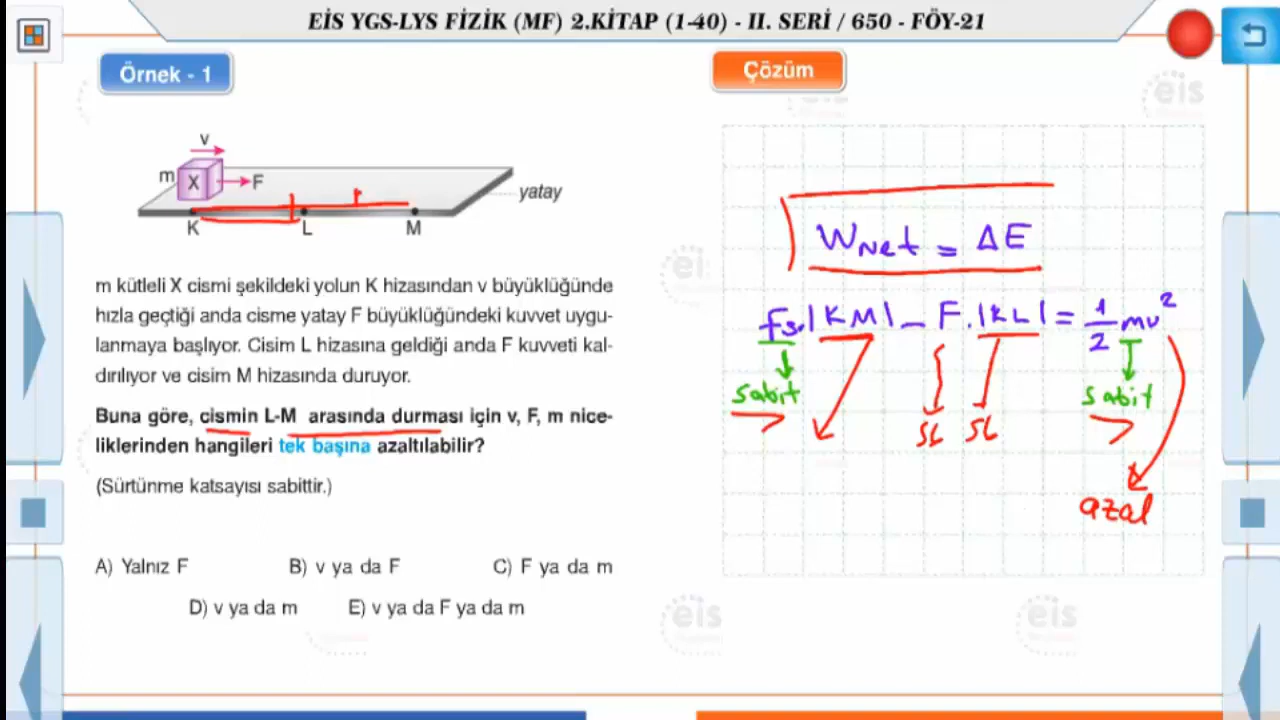 EİS YGS-LYS FİZİK (MF) 2.KİTAP (1-40) - II. SERİ / 650 - FÖY-21
Örnek - 1
v
m X F
yatay
K L M
m kütleli X cismi şekildeki yolun K hizasından v büyüklüğünde
hızla geçtiği anda cisme yatay F büyüklüğündeki kuvvet uygu-
lanmaya başlıyor. Cisim L hizasına geldiği anda F kuvveti kal-
dırılıyor ve cisim M hizasında duruyor.
Buna göre, cismin L-M arasında durması için v, F, m nice-
liklerinden hangileri tek başına azaltılabilir?
(Sürtünme katsayısı sabittir.)
A) Yalnız F B) v ya da F C) F ya da m
D) v ya da m E) v ya da F ya da m
Çözüm
eis
WNet = ΔE
fs.|KM| - F.|KL| = 1/2 mv²
sabit sbt sbt sabit
azal
eis eis